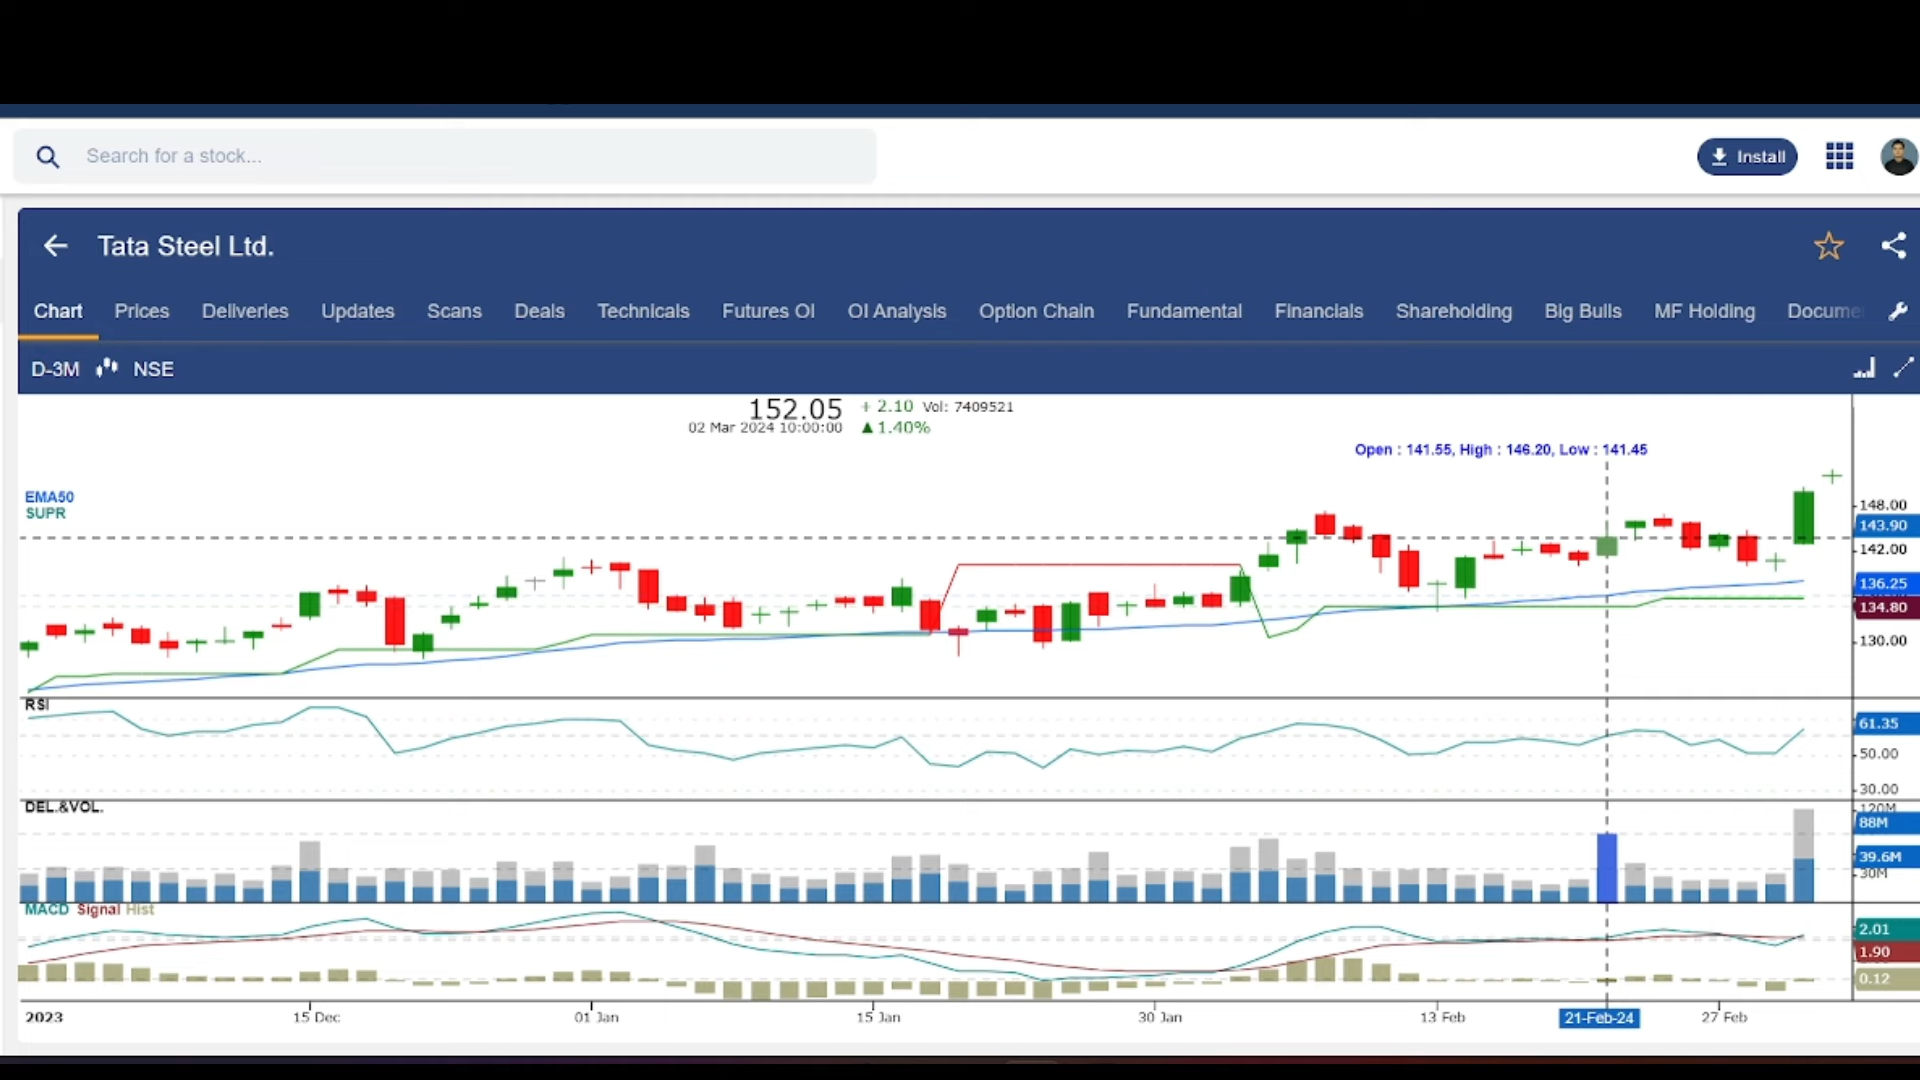 Search for a stock...
Install
Tata Steel Ltd.
Chart Prices Deliveries Updates Scans Deals Technicals Futures OI OI Analysis Option Chain Fundamental Financials Shareholding Big Bulls MF Holding Docume
D-3M NSE
152.05 + 2.10 Vol: 7409521
02 Mar 2024 10:00:00 ▲1.40%
Open : 141.55, High : 146.20, Low : 141.45
EMA50
SUPR
148.00
143.90
142.00
136.25
134.80
130.00
RSI
61.35
50.00
30.00
DEL.&VOL.
120M
88M
39.6M
30M
MACD Signal Hist
2.01
1.90
0.12
2023 15 Dec 01 Jan 15 Jan 30 Jan 13 Feb 21-Feb-24 27 Feb